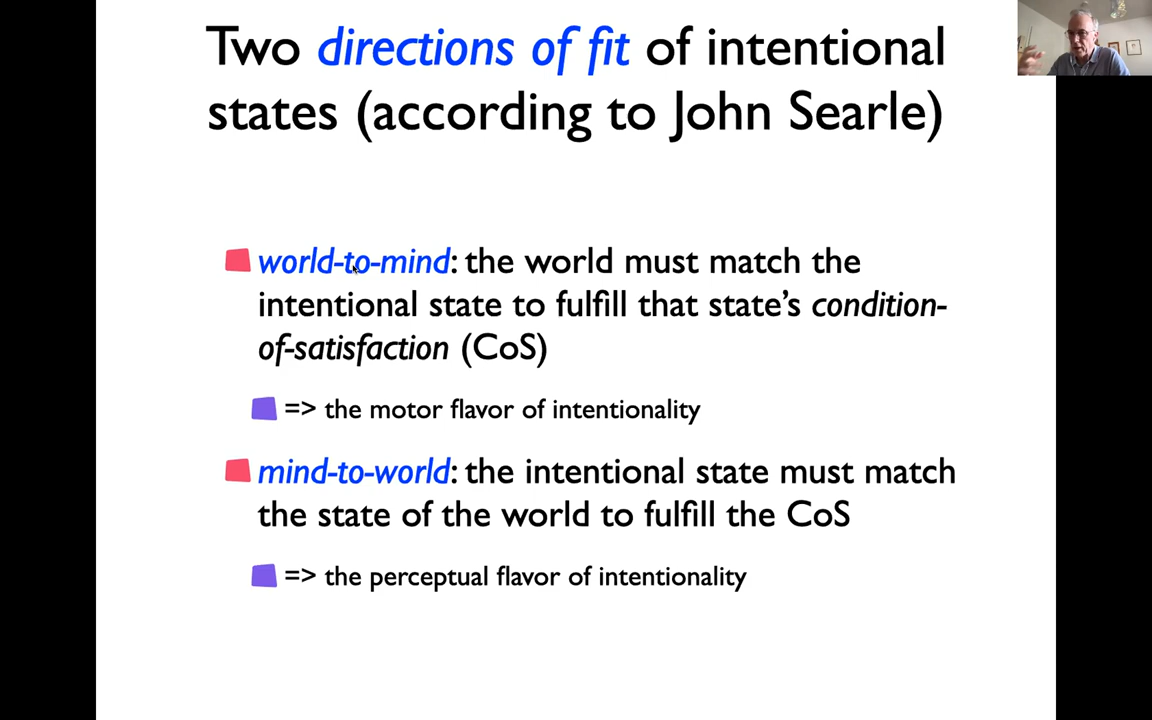 Two directions of fit of intentional
states (according to John Searle)
world-to-mind: the world must match the
intentional state to fulfill that state’s condition-
of-satisfaction (CoS)
=> the motor flavor of intentionality
mind-to-world: the intentional state must match
the state of the world to fulfill the CoS
=> the perceptual flavor of intentionality